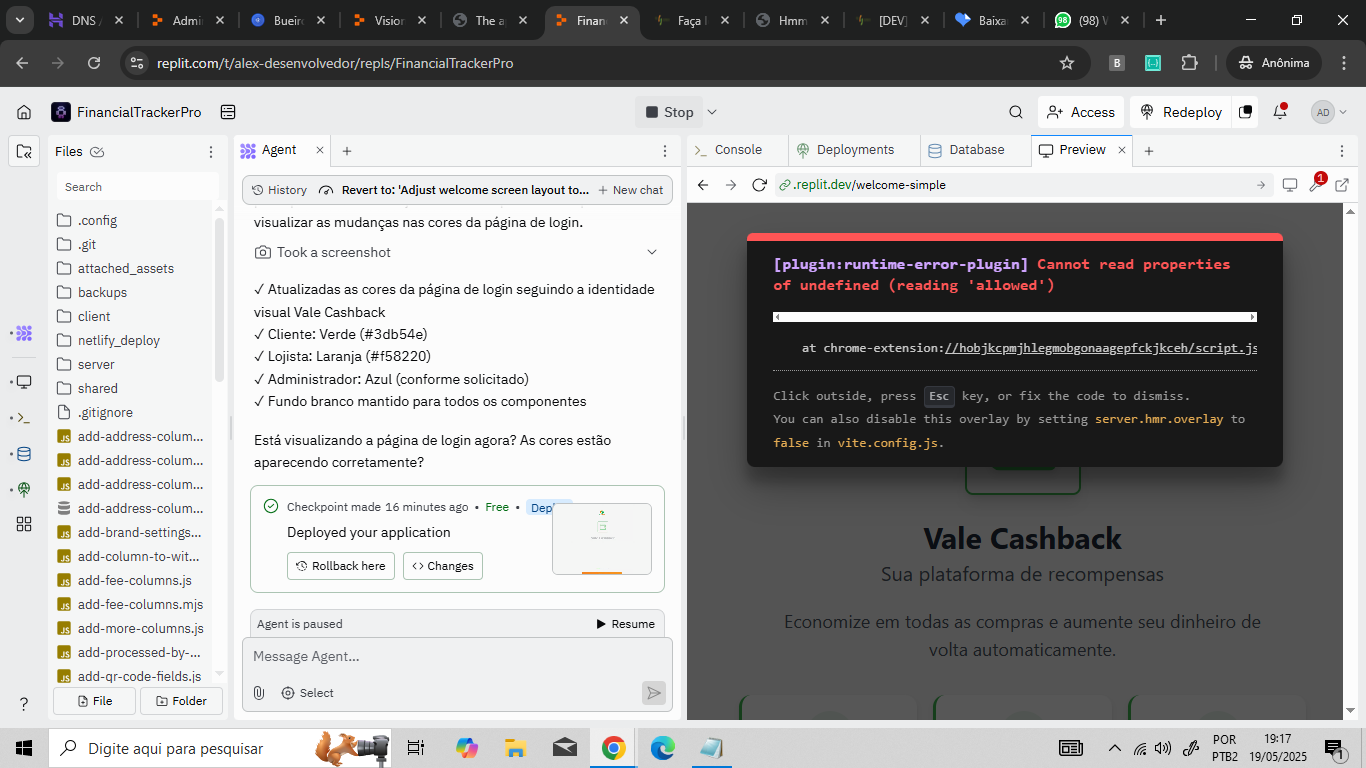 DNS /
Admi
Bueir
Vision
The a
Finan
Faça l
Hmm
[DEV]
Baixa
98
(98) V
replit.com/t/alex-desenvolvedor/repls/FinancialTrackerPro
B
Anônima
FinancialTrackerPro
Stop
Access
Redeploy
AD
Files
Search
.config
.git
attached_assets
backups
client
netlify_deploy
server
shared
.gitignore
add-address-colum...
add-address-colum...
add-address-colum...
add-address-colum...
add-brand-settings...
add-column-to-wit...
add-fee-columns.js
add-fee-columns.mjs
add-more-columns.js
add-processed-by-...
add-qr-code-fields.js
File
Folder
Agent
History
Revert to: 'Adjust welcome screen layout to...
New chat
visualizar as mudanças nas cores da página de login.
Took a screenshot
✓ Atualizadas as cores da página de login seguindo a identidade
visual Vale Cashback
✓ Cliente: Verde (#3db54e)
✓ Lojista: Laranja (#f58220)
✓ Administrador: Azul (conforme solicitado)
✓ Fundo branco mantido para todos os componentes
Está visualizando a página de login agora? As cores estão
aparecendo corretamente?
Checkpoint made 16 minutes ago • Free • Dep
Deployed your application
Rollback here
Changes
Agent is paused
Resume
Message Agent...
Select
Console
Deployments
Database
Preview
.replit.dev/welcome-simple
1
[plugin:runtime-error-plugin] Cannot read properties
of undefined (reading 'allowed')
at chrome-extension://hobjkcpmjhlegmobgonaagepfckjkceh/script.js
Click outside, press Esc key, or fix the code to dismiss.
You can also disable this overlay by setting server.hmr.overlay to
false in vite.config.js.
Vale Cashback
Sua plataforma de recompensas
Economize em todas as compras e aumente seu dinheiro de
volta automaticamente.
Digite aqui para pesquisar
POR
PTB2
19:17
19/05/2025
1